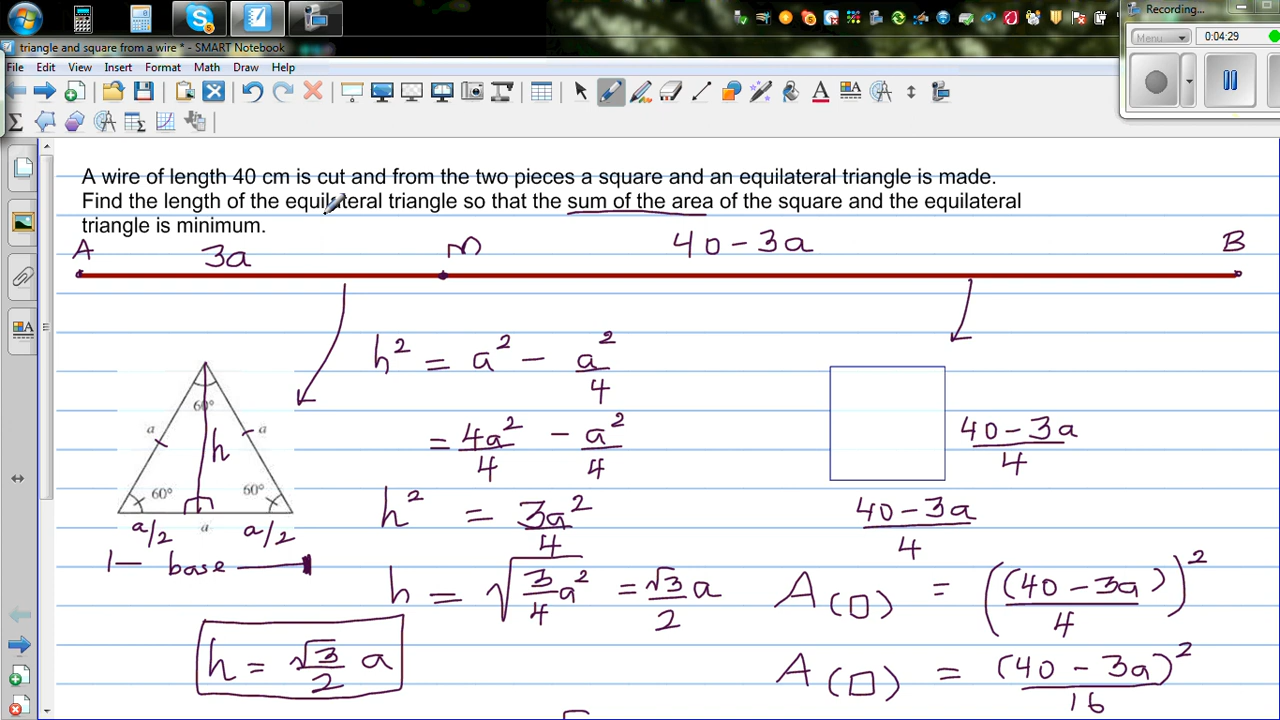 Recording...
triangle and square from a wire * - SMART Notebook
Menu
0:04:29
File Edit View Insert Format Math Draw Help
A wire of length 40 cm is cut and from the two pieces a square and an equilateral triangle is made.
Find the length of the equilateral triangle so that the sum of the area of the square and the equilateral
triangle is minimum.
A 3a M 40 - 3a B
h² = a² - a²/4
60°
a a
h
= 4a²/4 - a²/4
40 - 3a/4
60° 60°
h² = 3a²/4
40 - 3a/4
a/2 a a/2
base
h = √3/4 a² = √3/2 a
A(□) = ((40 - 3a)/4)²
h = √3/2 a
A(□) = (40 - 3a)²/16